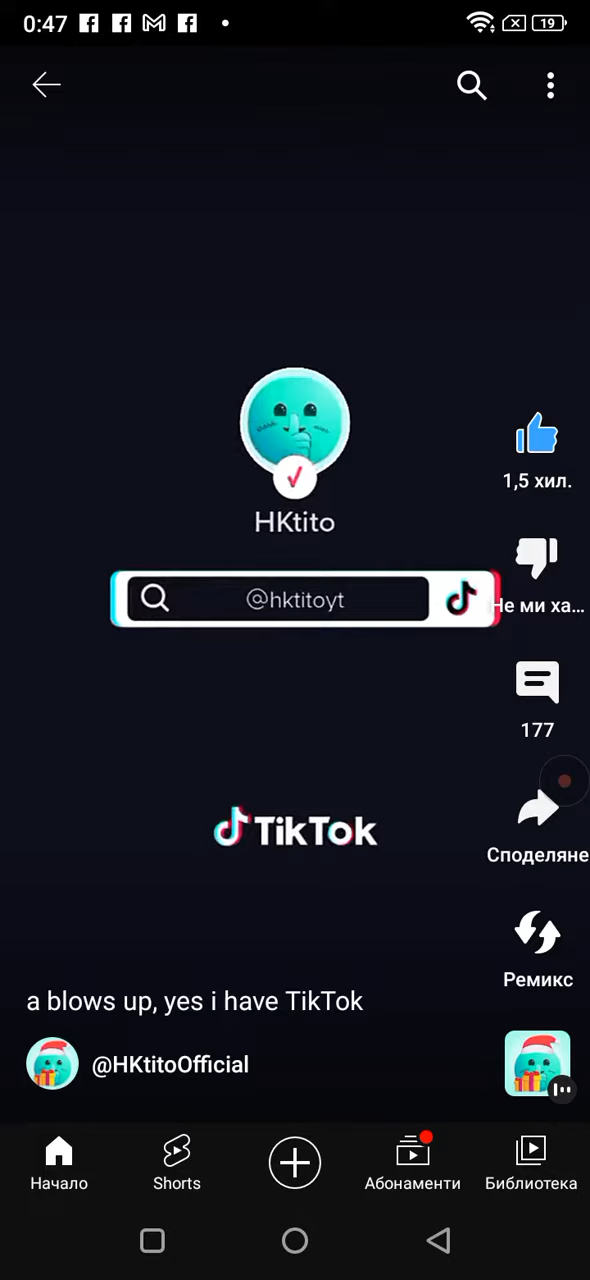 0:47
19
HKtito
@hktitoyt
TikTok
1,5 хил.
Не ми ха...
177
Споделяне
Ремикс
a blows up, yes i have TikTok
@HKtitoOfficial
Начало
Shorts
Абонаменти
Библиотека